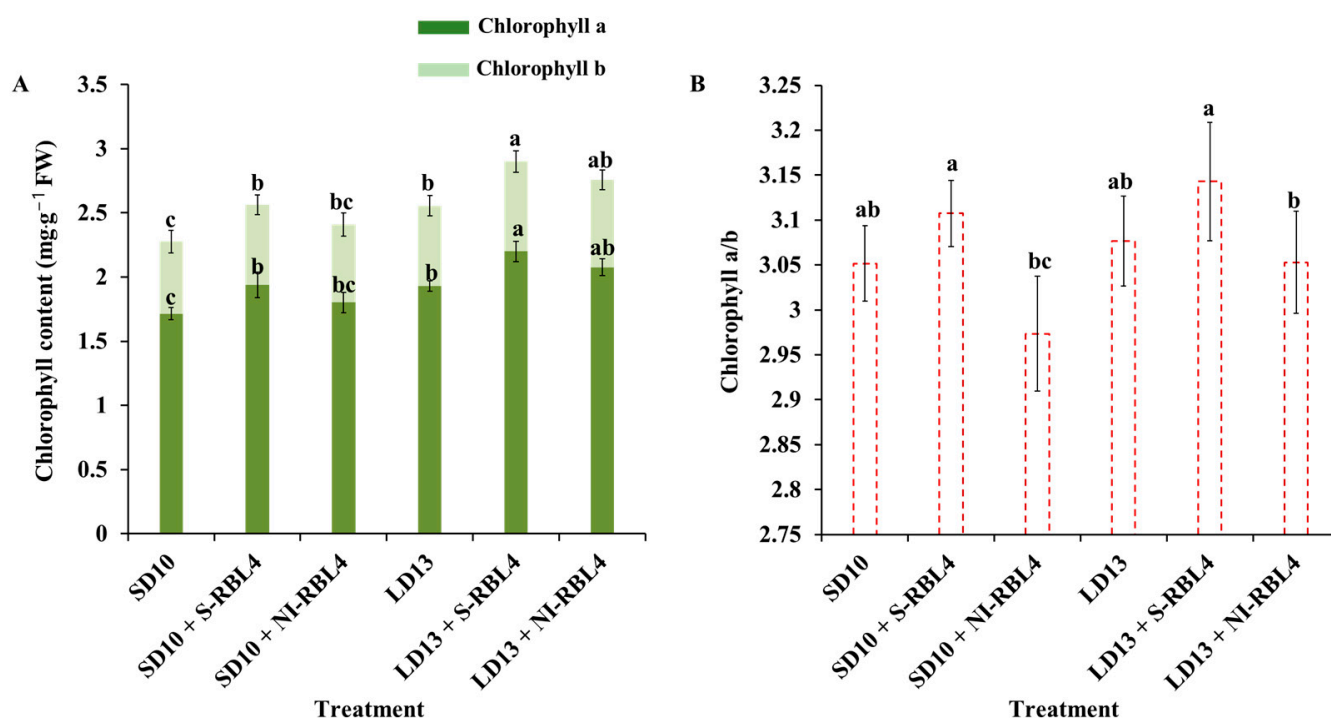 Chlorophyll a
Chlorophyll b
A
Chlorophyll content (mg·g⁻¹ FW)
3.5
3
2.5
2
1.5
1
0.5
0
c
b
bc
b
a
ab
c
b
bc
b
a
ab
SD10
SD10 + S-RBL4
SD10 + NI-RBL4
LD13
LD13 + S-RBL4
LD13 + NI-RBL4
Treatment
B
Chlorophyll a/b
3.25
3.2
3.15
3.1
3.05
3
2.95
2.9
2.85
2.8
2.75
ab
a
bc
ab
a
b
SD10
SD10 + S-RBL4
SD10 + NI-RBL4
LD13
LD13 + S-RBL4
LD13 + NI-RBL4
Treatment